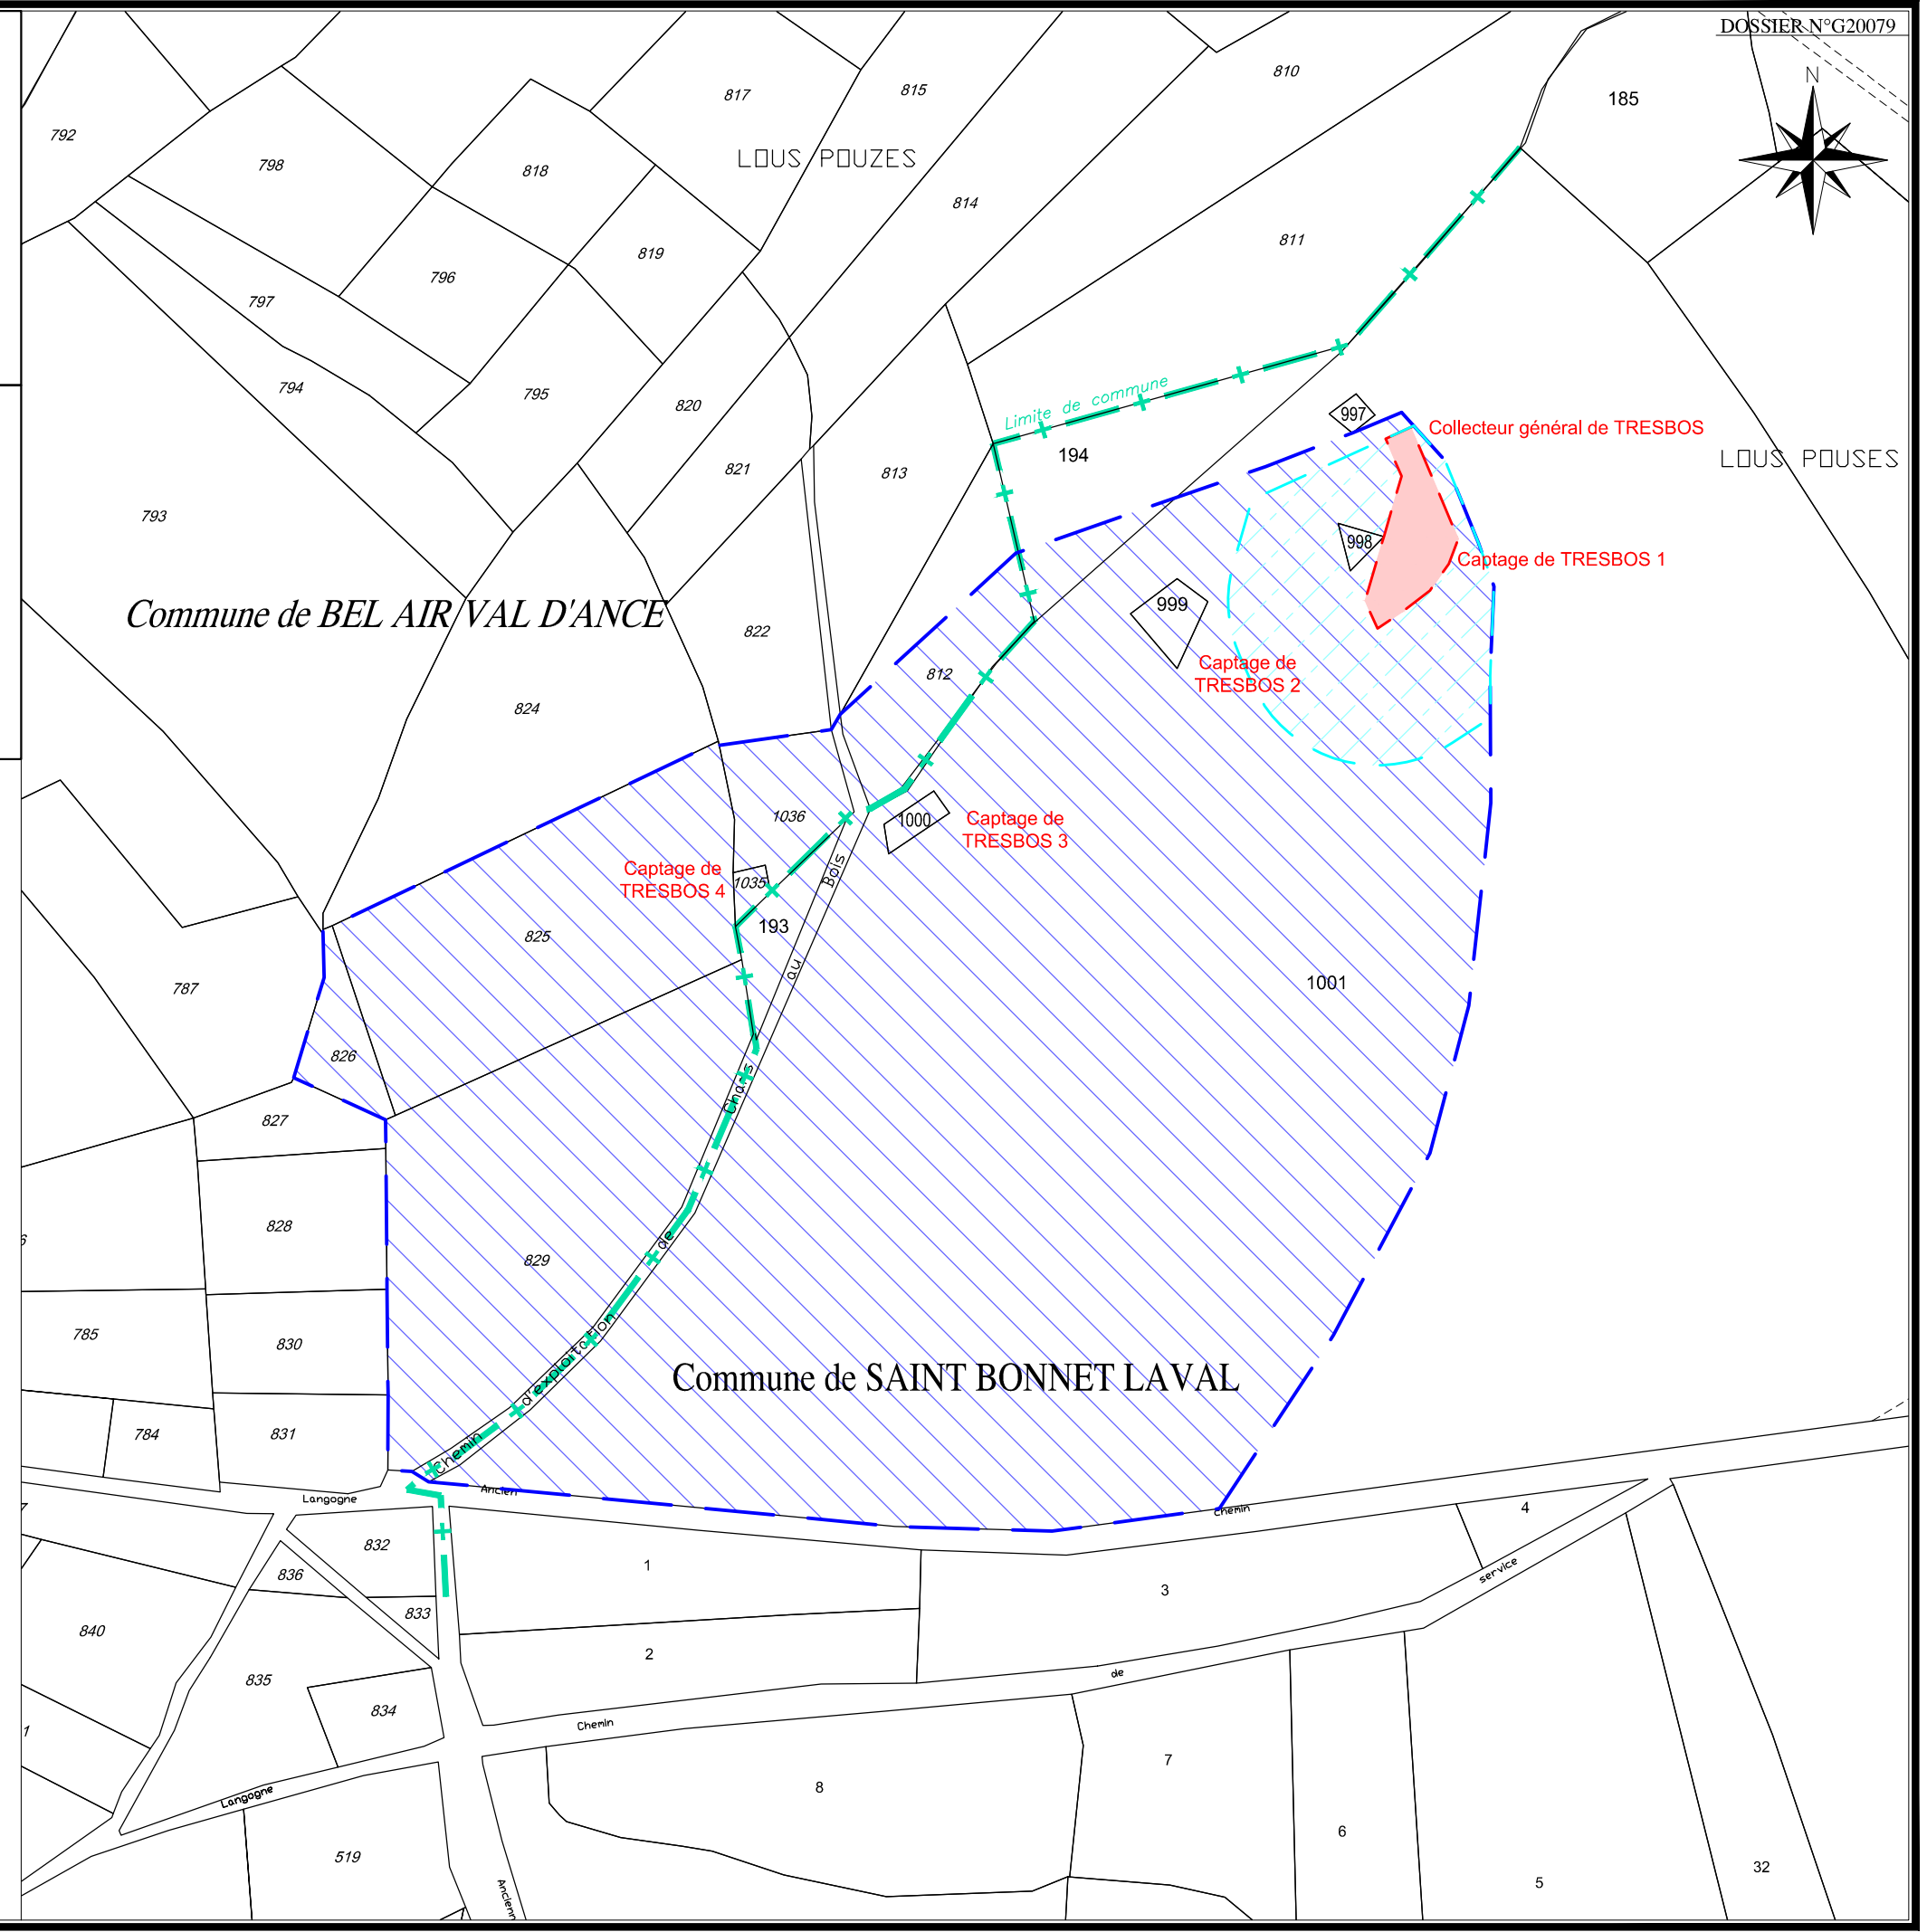 DOSSIER N°G20079
N
810
185
817
815
792
798
818
LOUS POUZES
814
819
811
796
797
794
795
820
Limite de commune
997
Collecteur général de TRESBOS
194
LOUS POUSES
821
813
793
998
Captage de TRESBOS 1
999
Commune de BEL AIR VAL D'ANCE
822
Captage de
TRESBOS 2
812
824
1036
1000
Captage de
TRESBOS 3
Captage de
TRESBOS 4
1035
193
825
1001
787
826
827
828
829
785
830
Commune de SAINT BONNET LAVAL
784
831
Chemin d'exploitation de Chams au Bois
Langogne
Ancien
Chemin
4
832
1
836
service
3
833
840
2
835
de
834
Chemin
7
8
Langogne
6
519
32
5